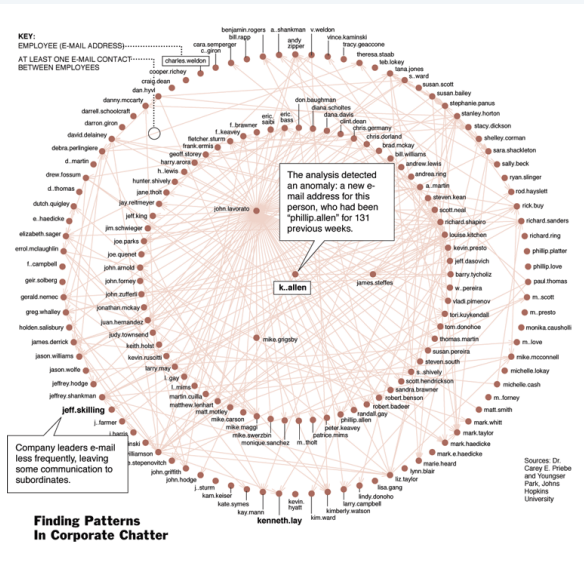 KEY:
EMPLOYEE (E-MAIL ADDRESS)
AT LEAST ONE E-MAIL CONTACT
BETWEEN EMPLOYEES
benjamin.rogers
bill.rapp
cara.semperger
c..giron
charles.weldon
cooper.richey
craig.dean
dan.hyvl
danny.mccarty
darrell.schoolcraft
darron.giron
david.delainey
debra.perlingiere
d..martin
drew.fossum
d..thomas
dutch.quigley
e..haedicke
elizabeth.sager
errol.mclaughlin
f..campbell
geir.solberg
gerald.nemec
greg.whalley
holden.salisbury
james.derrick
jason.williams
jason.wolfe
jeffrey.hodge
jeffrey.shankman
jeff.skilling
j..farmer
j.harris
inski
illiamson
e.stepenovitch
john.griffith
john.hodge
j..sturm
kam.keiser
kate.symes
kay.mann
kenneth.lay
kevin.
hyatt
kim.ward
kimberly.watson
larry.campbell
lindy.donoho
lisa.gang
liz.taylor
lynn.blair
marie.heard
mark.e.haedicke
mark.haedicke
mark.taylor
mark.whitt
matt.smith
m..forney
michelle.cash
michelle.lokay
mike.mcconnell
m..love
monika.causholli
m..presto
m..scott
paul.thomas
phillip.love
phillip.platter
richard.ring
richard.sanders
rick.buy
rod.hayslett
ryan.slinger
sally.beck
sara.shackleton
shelley.corman
stacy.dickson
stanley.horton
stephanie.panus
susan.bailey
susan.scott
s..ward
tana.jones
teb.lokey
theresa.staab
tracy.geaccone
vince.kaminski
v.weldon
a..shankman
andy
zipper
don.baughman
diana.scholtes
dana.davis
clint.dean
chris.germany
chris.dorland
brad.mckay
bill.williams
andrew.lewis
andrea.ring
a..martin
steven.kean
scott.neal
richard.shapiro
louise.kitchen
kevin.presto
jeff.dasovich
barry.tycholiz
w..pereira
vladi.pimenov
tori.kuykendall
tom.donohoe
thomas.martin
susan.pereira
steven.south
s..shively
scott.hendrickson
sandra.brawner
robert.benson
robert.badeer
randall.gay
phillip.allen
peter.keavey
patrice.mims
m..tholt
monique.sanchez
mike.swerzbin
mike.maggi
mike.carson
matt.motley
matthew.lenhart
martin.cuilla
l..mims
l..gay
larry.may
kevin.ruscitti
keith.holst
judy.townsend
juan.hernandez
jonathan.mckay
john.zufferli
john.forney
john.arnold
joe.quenet
joe.parks
jim.schwieger
jeff.king
jay.reitmeyer
jane.tholt
hunter.shively
h..lewis
harry.arora
geoff.storey
frank.ermis
fletcher.sturm
f..keavey
f..brawner
eric.
saibi
eric.
bass
john.lavorato
The analysis detected
an anomaly: a new e-
mail address for this
person, who had been
“phillip.allen” for 131
previous weeks.
k..allen
james.steffes
mike.grigsby
Company leaders e-mail
less frequently, leaving
some communication to
subordinates.
Finding Patterns
In Corporate Chatter
Sources: Dr.
Carey E. Priebe
and Youngser
Park, Johns
Hopkins
University